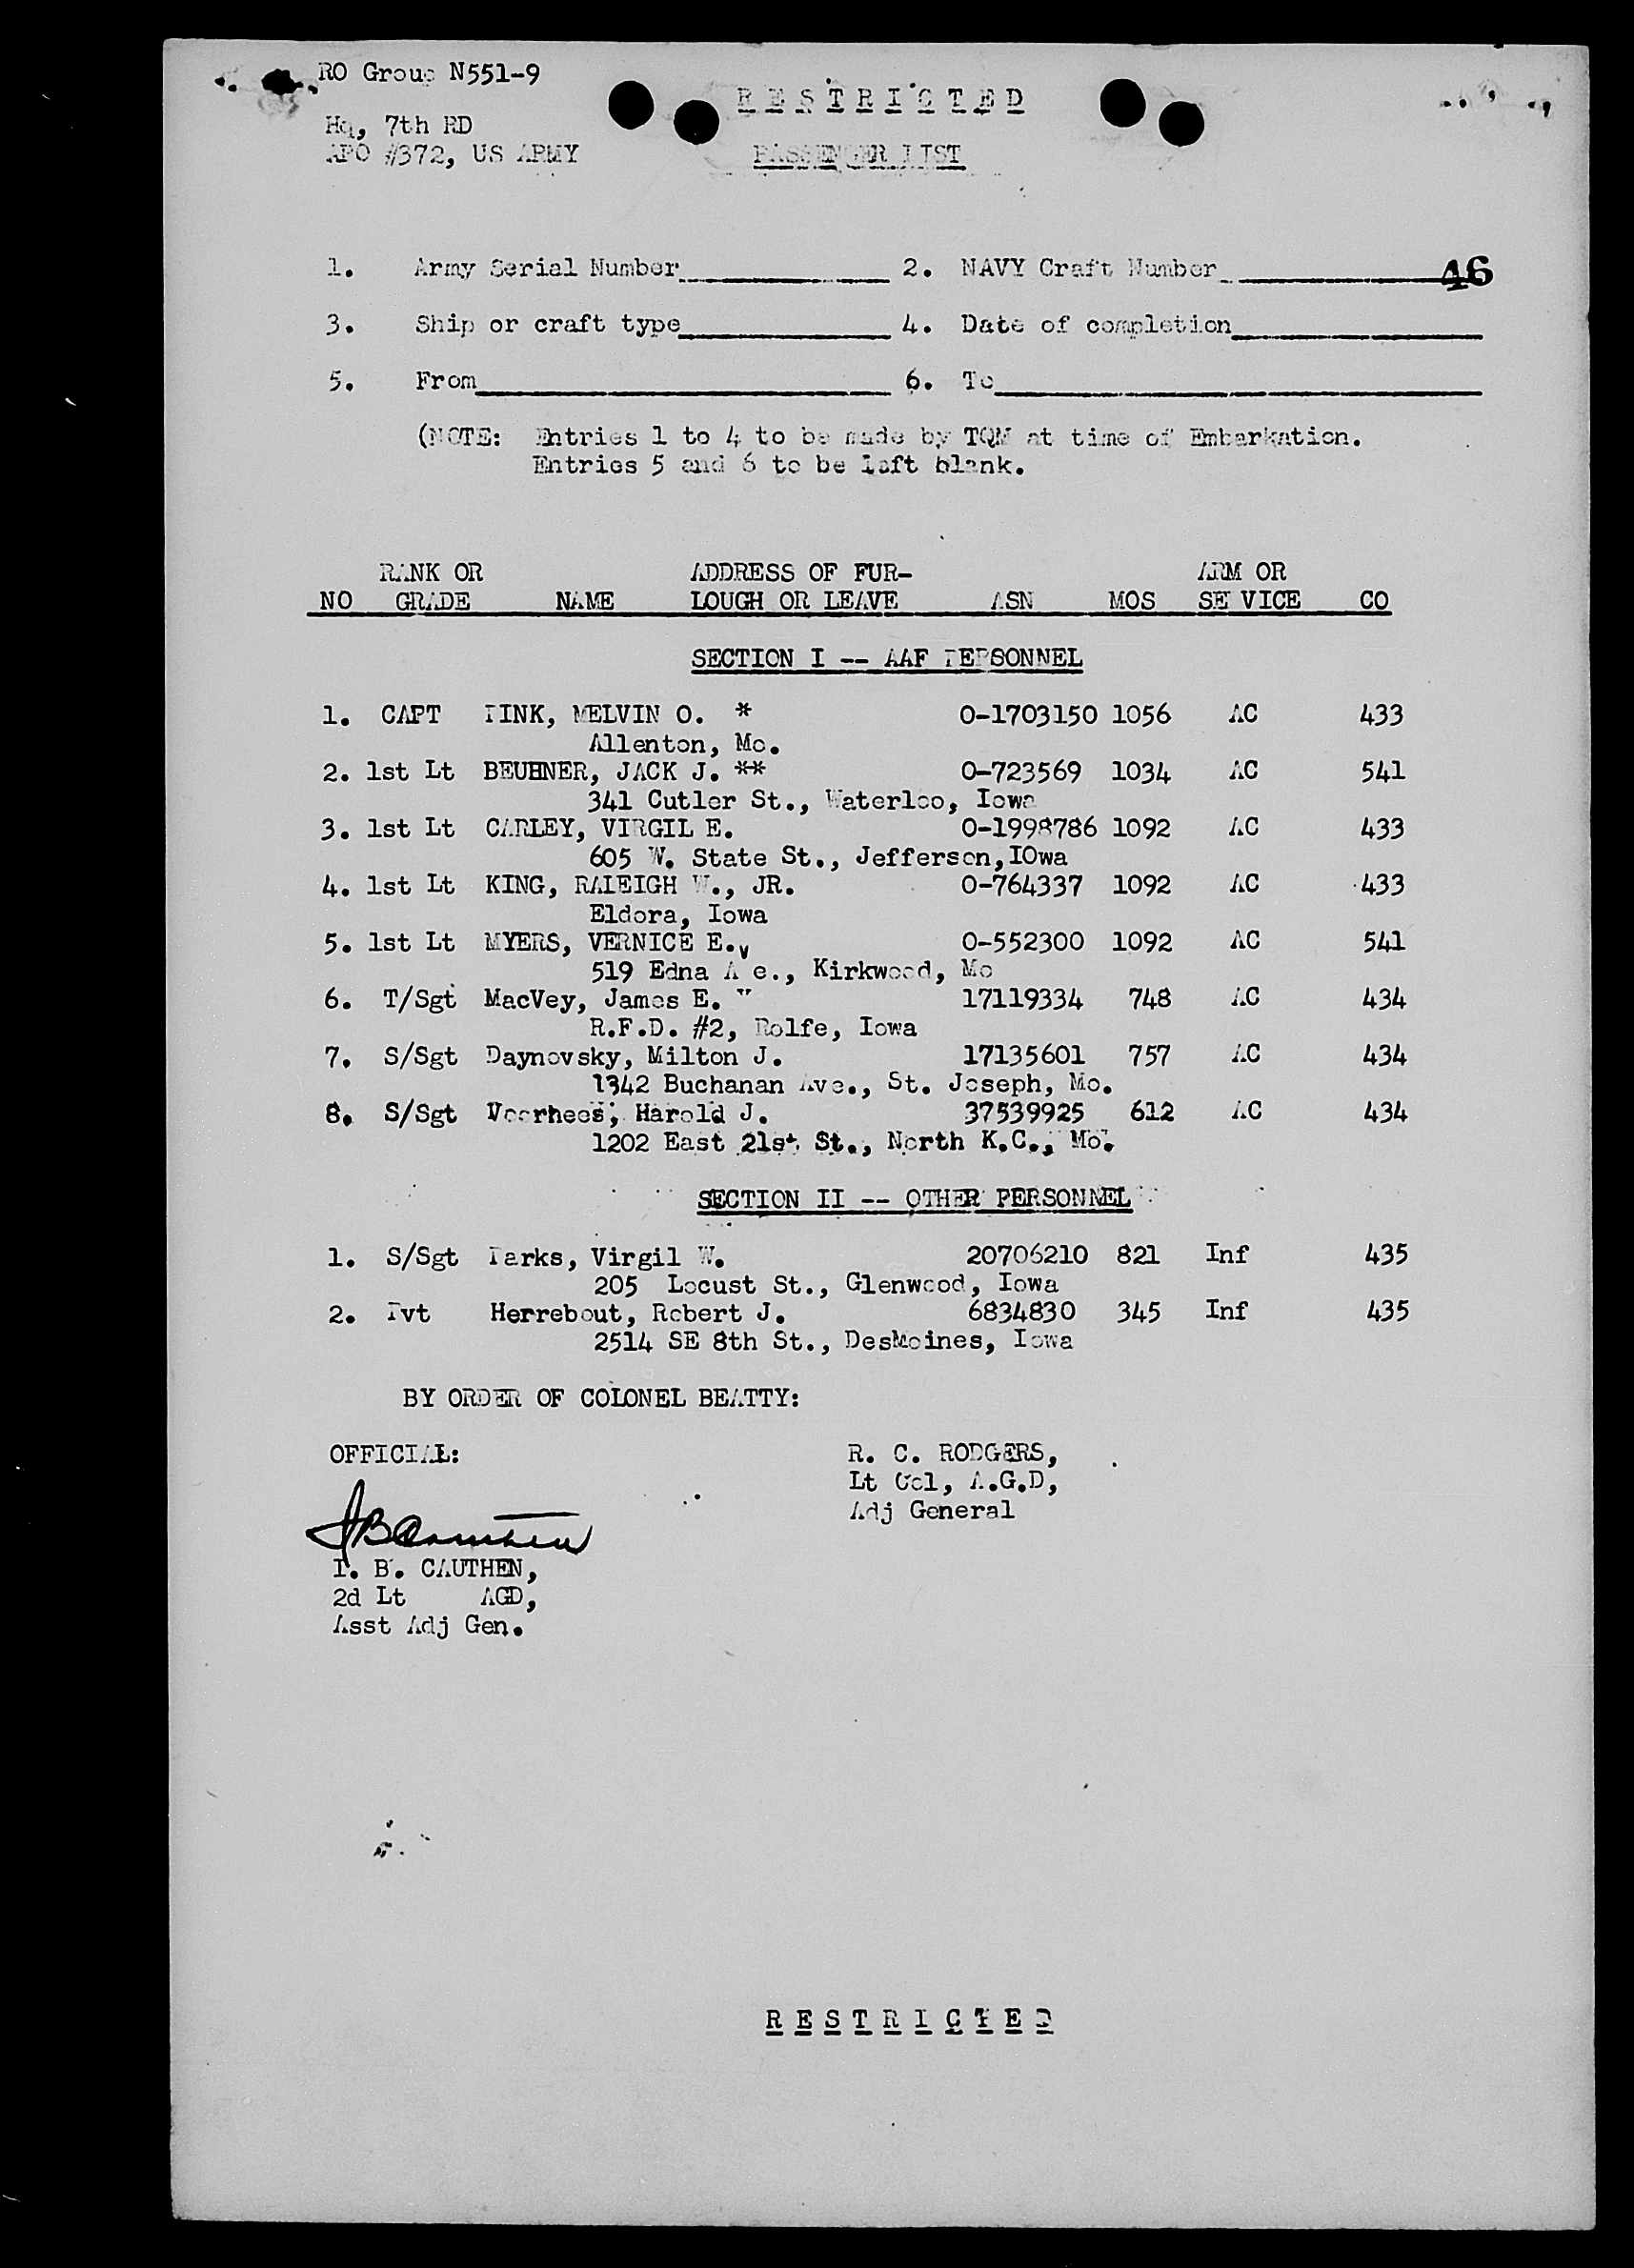 RO Group N551-9
RESTRICTED
Hq, 7th RD
APO #372, US ARMY
PASSENGER LIST
1. Army Serial Number 2. NAVY Craft Number 46
3. Ship or craft type 4. Date of completion
5. From 6. To
(NOTE: Entries 1 to 4 to be made by TQM at time of Embarkation.
Entries 5 and 6 to be left blank.
RANK OR ADDRESS OF FUR- ARM OR
NO GRADE NAME LOUGH OR LEAVE ASN MOS SE VICE CO
SECTION I -- AAF PERSONNEL
1. CAPT MELVIN O. * O-1703150 1056 AC 433
Allenton, Mo.
2. 1st Lt BEUHNER, JACK J. ** O-723569 1034 AC 541
341 Cutler St., Waterloo, Iowa
3. 1st Lt CARLEY, VIRGIL E. O-1998786 1092 AC 433
605 W. State St., Jefferson,IOwa
4. 1st Lt KING, RALEIGH W., JR. O-764337 1092 AC 433
Eldora, Iowa
5. 1st Lt MYERS, VERNICE E. O-552300 1092 AC 541
519 Edna A e., Kirkwood, Mo
6. T/Sgt MacVey, James E. " 17119334 748 AC 434
R.F.D. #2, Rolfe, Iowa
7. S/Sgt Daynovsky, Milton J. 17135601 757 AC 434
1342 Buchanan Ave., St. Joseph, Mo.
8. S/Sgt Voorhees, Harold J. 37539925 612 AC 434
1202 East 21st St., North K.C., Mo.
SECTION II -- OTHER PERSONNEL
1. S/Sgt Parks, Virgil W. 20706210 821 Inf 435
205 Locust St., Glenwood, Iowa
2. Pvt Herrebout, Robert J. 6834830 345 Inf 435
2514 SE 8th St., DesMoines, Iowa
BY ORDER OF COLONEL BEATTY:
OFFICIAL:
R. C. RODGERS,
Lt Col, A.G.D,
Adj General
I. B. CAUTHEN,
2d Lt AGD,
Asst Adj Gen.
RESTRICTED